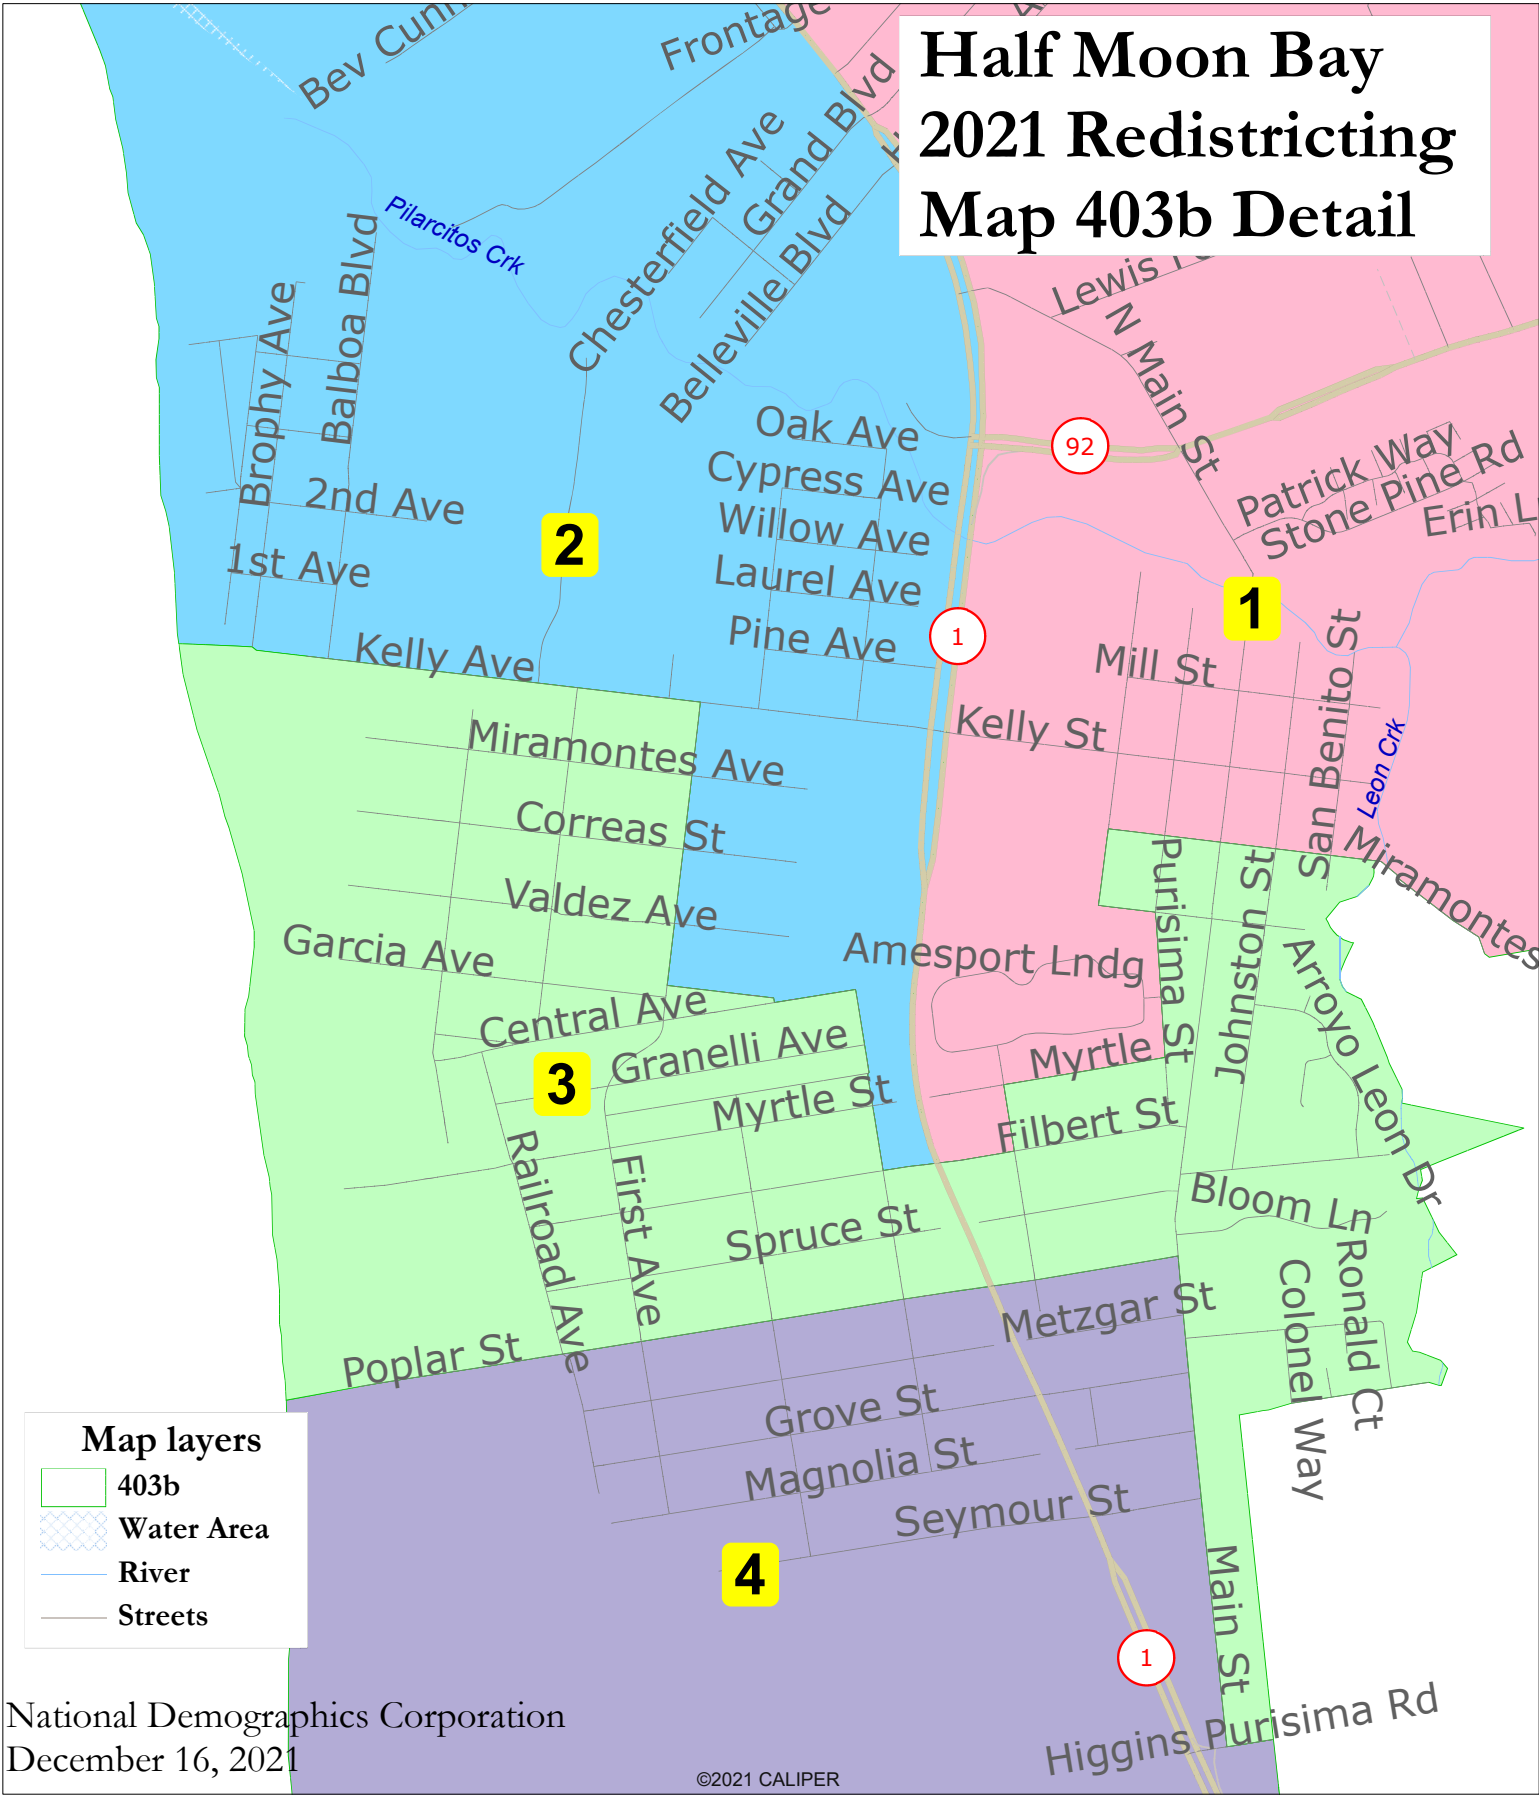 Half Moon Bay
2021 Redistricting
Map 403b Detail
Bev
Frontage
Chesterfield Ave
Grand Blvd
Belleville Blvd
Pilarcitos Crk
Balboa Blvd
Brophy Ave
Lewis
N Main St
Oak Ave
92
Cypress Ave
Patrick Way
Stone Pine Rd
Erin L
2nd Ave
Willow Ave
2
1st Ave
Laurel Ave
1
Pine Ave
1
Kelly Ave
Mill St
San Benito St
Kelly St
Leon Crk
Miramontes Ave
Correas St
Miramontes
Valdez Ave
Purisima St
Johnston St
Garcia Ave
Amesport Lndg
Arroyo Leon Dr
Central Ave
Granelli Ave
Myrtle
3
Myrtle St
Filbert St
Railroad Ave
First Ave
Bloom Ln
Spruce St
Ronald Ct
Colonel Way
Metzgar St
Poplar St
Grove St
Magnolia St
Seymour St
4
Main St
1
Higgins Purisima Rd
Map layers
403b
Water Area
River
Streets
National Demographics Corporation
December 16, 2021
©2021 CALIPER